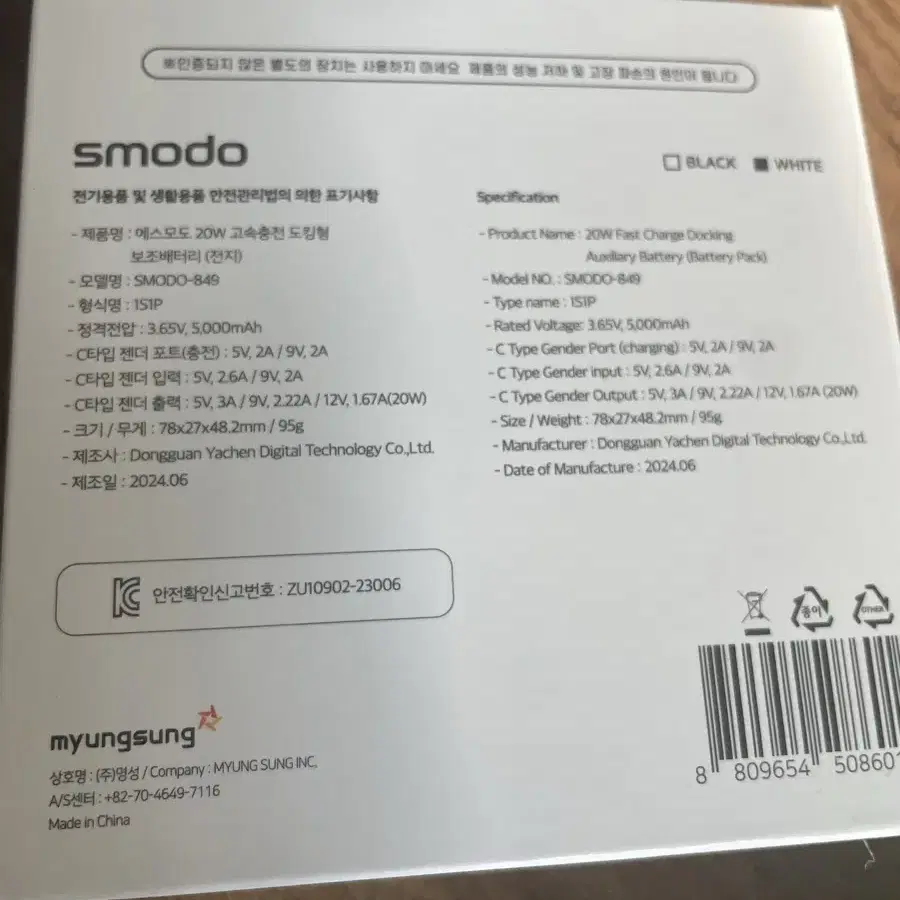 ※인증되지 않은 별도의 장치는 사용하지 마세요 제품의 성능 저하 및 고장 파손의 원인이 됩니다
smodo
BLACK WHITE
전기용품 및 생활용품 안전관리법의 의한 표기사항
- 제품명 : 에스모도 20W 고속충전 도킹형
보조배터리 (전지)
- 모델명 : SMODO-849
- 형식명 : 1S1P
- 정격전압 : 3.65V, 5,000mAh
- C타입 젠더 포트(충전) : 5V, 2A / 9V, 2A
- C타입 젠더 입력 : 5V, 2.6A / 9V, 2A
- C타입 젠더 출력 : 5V, 3A / 9V, 2.22A / 12V, 1.67A(20W)
- 크기 / 무게 : 78x27x48.2mm / 95g
- 제조사 : Dongguan Yachen Digital Technology Co.,Ltd.
- 제조일 : 2024.06
Specification
- Product Name : 20W Fast Charge Docking
Auxiliary Battery (Battery Pack)
- Model NO. : SMODO-849
- Type name : 1S1P
- Rated Voltage: 3.65V, 5,000mAh
- C Type Gender Port (charging) : 5V, 2A / 9V, 2A
- C Type Gender input : 5V, 2.6A / 9V, 2A
- C Type Gender Output : 5V, 3A / 9V, 2.22A / 12V, 1.67A (20W)
- Size / Weight : 78x27x48.2mm / 95g
- Manufacturer : Dongguan Yachen Digital Technology Co.,Ltd.
- Date of Manufacture : 2024.06
안전확인신고번호 : ZU10902-23006
종이
OTHER
myungsung
상호명 : (주)명성 / Company : MYUNG SUNG INC.
A/S센터 : +82-70-4649-7116
Made in China
8 809654 50860